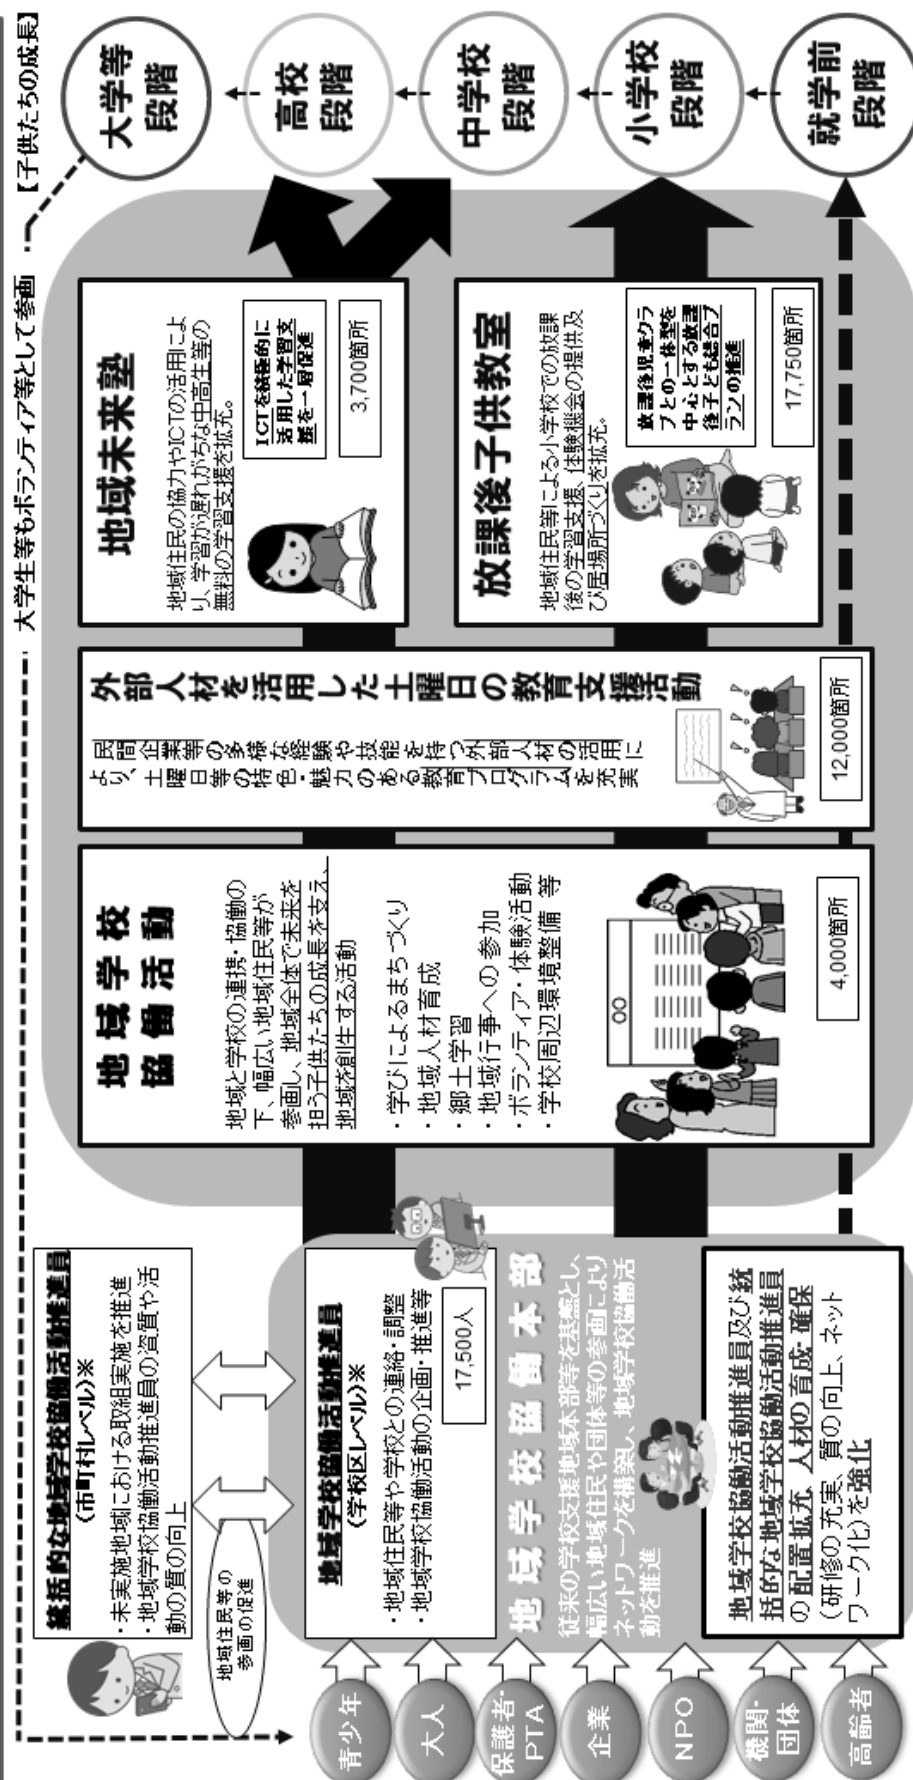 大学生等もボランティア等として参画
【子供たちの成長】
統括的な地域学校協働活動推進員
(市町村レベル)※
・未実施地域における取組実施を推進
・地域学校協働活動推進員の資質や活
動の質の向上
地域住民等の
参画の促進
青少年
大人
保護者・
PTA
企業
NPO
機関・
団体
高齢者
地域学校協働活動推進員
(学校区レベル)※
・地域住民等や学校との連絡・調整
・地域学校協働活動の企画・推進等
17,500人
地域学校協働本部
従来の学校支援地域本部等を基盤とし、
幅広い地域住民や団体等の参画により
ネットワークを構築し、地域学校協働活
動を推進
地域学校協働活動推進員及び統
括的な地域学校協働活動推進員
の配置拡充、人材の育成・確保
(研修の充実、質の向上、ネット
ワーク化)を強化
地域学校
協働活動
地域と学校の連携・協働の
下、幅広い地域住民等が
参画し、地域全体で未来を
担う子供たちの成長を支え、
地域を創生する活動
・学びによるまちづくり
・地域人材育成
・郷土学習
・地域行事への参加
・ボランティア・体験活動
・学校周辺環境整備 等
4,000箇所
外部人材を活用した土曜日の教育支援活動
民間企業等の多様な経験や技能を持つ外部人材の活用に
より、土曜日等の特色・魅力のある教育プログラムを充実
12,000箇所
地域未来塾
地域住民の協力やICTの活用によ
り、学習が遅れがちな中高生等の
無料の学習支援を拡充。
ICTを積極的に
活用した学習支
援を一層促進
3,700箇所
放課後子供教室
地域住民等による小学校での放課
後の学習支援、体験機会の提供及
び居場所づくりを拡充。
放課後児童クラ
ブとの一体型を
中心とする放課
後子ども総合プ
ランの推進
17,750箇所
大学等
段階
高校
段階
中学校
段階
小学校
段階
就学前
段階